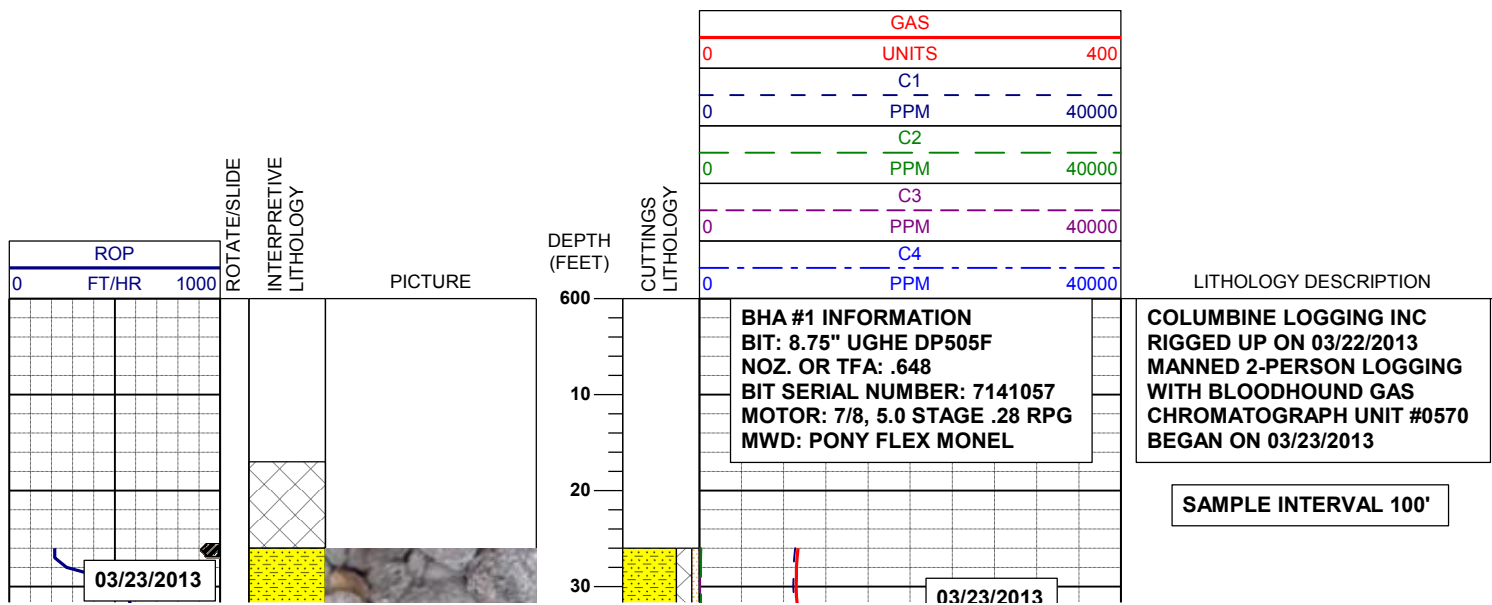 GAS
0 UNITS 400
C1
0 PPM 40000
C2
0 PPM 40000
C3
0 PPM 40000
C4
0 PPM 40000
ROP
0 FT/HR 1000
ROTATE/SLIDE
INTERPRETIVE
LITHOLOGY
PICTURE
DEPTH
(FEET)
CUTTINGS
LITHOLOGY
LITHOLOGY DESCRIPTION
600
10
20
30
BHA #1 INFORMATION
BIT: 8.75" UGHE DP505F
NOZ. OR TFA: .648
BIT SERIAL NUMBER: 7141057
MOTOR: 7/8, 5.0 STAGE .28 RPG
MWD: PONY FLEX MONEL
COLUMBINE LOGGING INC
RIGGED UP ON 03/22/2013
MANNED 2-PERSON LOGGING
WITH BLOODHOUND GAS
CHROMATOGRAPH UNIT #0570
BEGAN ON 03/23/2013
SAMPLE INTERVAL 100'
03/23/2013
03/23/2013